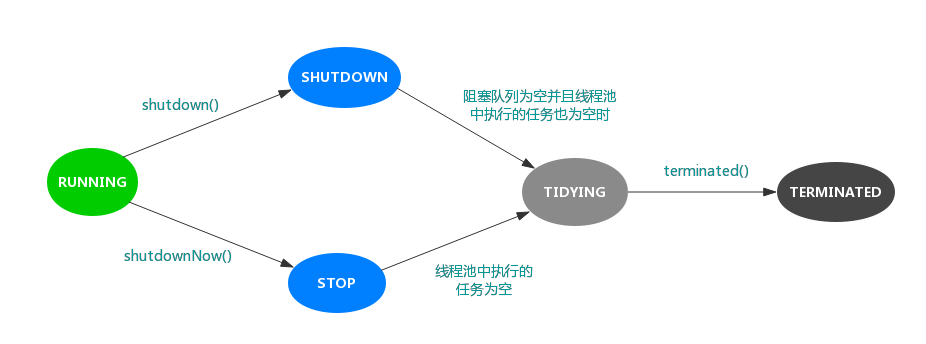 SHUTDOWN
shutdown()
阻塞队列为空并且线程池
中执行的任务也为空时
RUNNING
TIDYING
terminated()
TERMINATED
shutdownNow()
STOP
线程池中执行的
任务为空